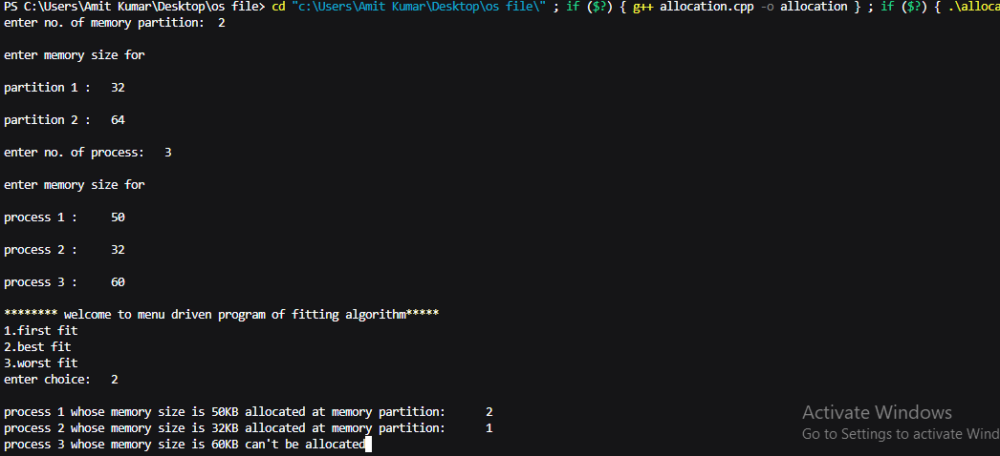 PS C:\Users\Amit Kumar\Desktop\os file> cd "c:\Users\Amit Kumar\Desktop\os file\" ; if ($?) { g++ allocation.cpp -o allocation } ; if ($?) { .\alloca
enter no. of memory partition:  2
enter memory size for
partition 1 :   32
partition 2 :   64
enter no. of process:   3
enter memory size for
process 1 :     50
process 2 :     32
process 3 :     60
******** welcome to menu driven program of fitting algorithm*****
1.first fit
2.best fit
3.worst fit
enter choice:   2
process 1 whose memory size is 50KB allocated at memory partition:      2
process 2 whose memory size is 32KB allocated at memory partition:      1
process 3 whose memory size is 60KB can't be allocated
Activate Windows
Go to Settings to activate Wind